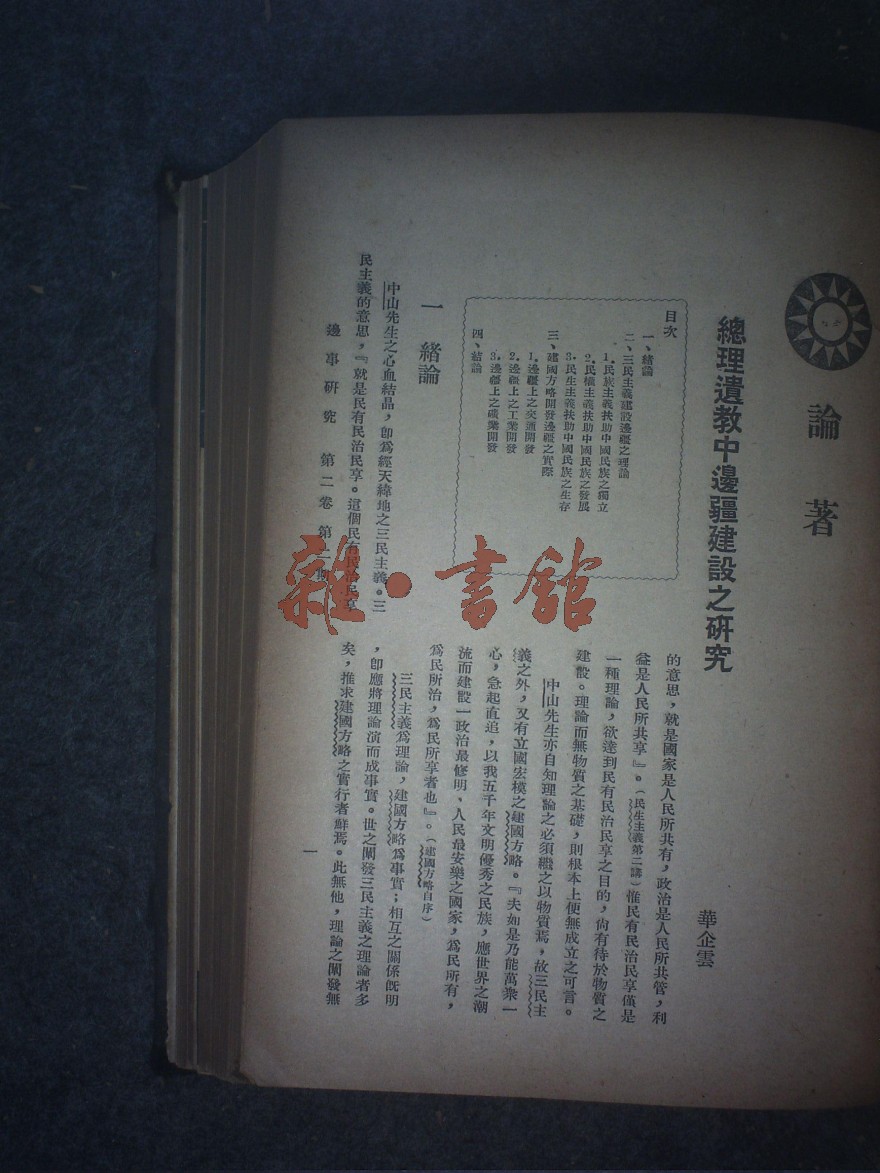 論著
總理遺教中邊疆建設之研究
華企雲
目次
一、緒論
二、三民主義建設邊疆之理論
1.民族主義扶助中國民族之獨立
2.民權主義扶助中國民族之發展
3.民生主義扶助中國民族之生存
三、建國方略開發邊疆之實際
1.邊疆上之交通開發
2.邊疆上之工業開發
3.邊疆上之礦業開發
四、結論
一 緒論
中山先生之心血結晶，卽爲經天緯地之三民主義。三
民主義的意思，『就是民有民治民享。這個民有民治民享
的意思，就是國家是人民所共有，政治是人民所共管，利
益是人民所共享』。（民生主義第二講）惟民有民治民享僅是
一種理論，欲達到民有民治民享之目的，尙有待於物質之
建設。理論而無物質之基礎，則根本上便無成立之可言。
中山先生亦自知理論之必須繼之以物質焉，故三民主
義之外，又有立國宏模之建國方略。『夫如是乃能萬衆一
心，急起直追，以我五千年文明優秀之民族，應世界之潮
流而建設一政治最修明、人民最安樂之國家，爲民所有，
爲民所治，爲民所享者也』。（建國方略自序）
三民主義爲理論，建國方略爲事實；相互之關係旣明
，卽應將理論演而成事實。世之闡發三民主義之理論者多
矣，推求建國方略之實行者鮮焉。此無他，理論之闡發無
邊事研究 第二卷 第二期
一
雜·書館